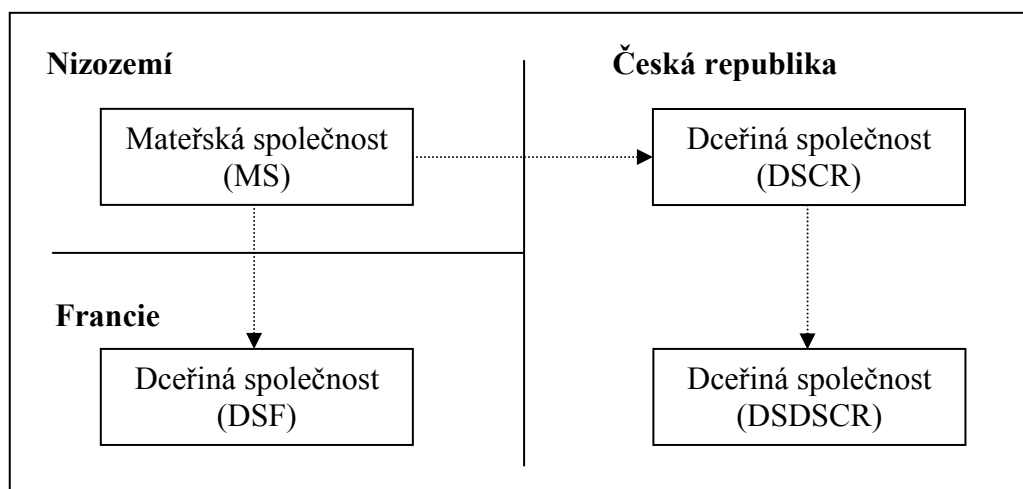 Nizozemí
Česká republika
Mateřská společnost
(MS)
Dceřiná společnost
(DSCR)
Francie
Dceřiná společnost
(DSF)
Dceřiná společnost
(DSDSCR)